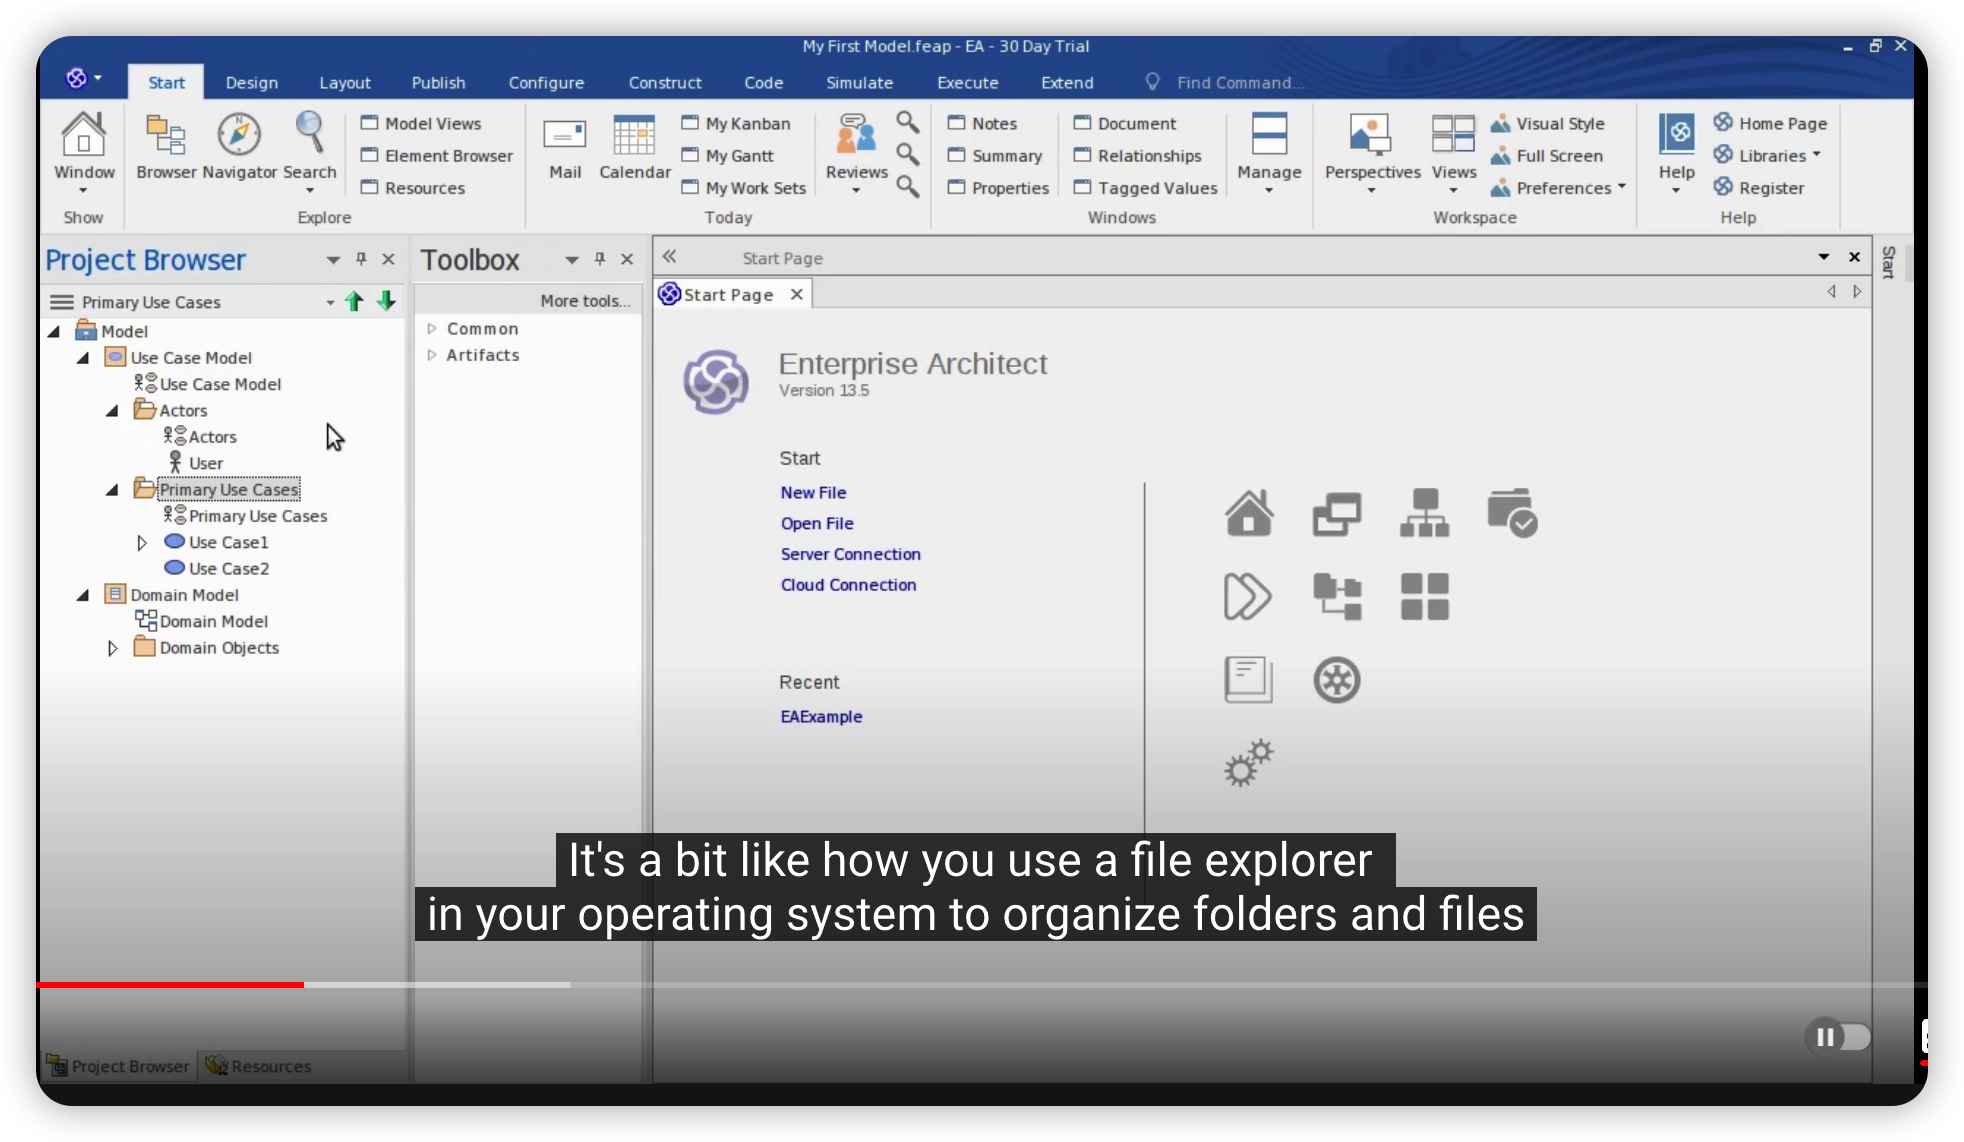 My First Model.feap - EA - 30 Day Trial
Start Design Layout Publish Configure Construct Code Simulate Execute Extend Find Command...
Window Browser Navigator Search
Model Views
Element Browser
Resources
Mail Calendar
My Kanban
My Gantt
My Work Sets
Reviews
Notes
Summary
Properties
Document
Relationships
Tagged Values
Manage
Perspectives Views
Visual Style
Full Screen
Preferences
Help
Home Page
Libraries
Register
Show Explore Today Windows Workspace Help
Project Browser
Primary Use Cases
Model
Use Case Model
Use Case Model
Actors
Actors
User
Primary Use Cases
Primary Use Cases
Use Case1
Use Case2
Domain Model
Domain Model
Domain Objects
Project Browser Resources
Toolbox
More tools...
Common
Artifacts
Start Page
Start Page
Start
Enterprise Architect
Version 13.5
Start
New File
Open File
Server Connection
Cloud Connection
Recent
EAExample
It's a bit like how you use a file explorer
in your operating system to organize folders and files